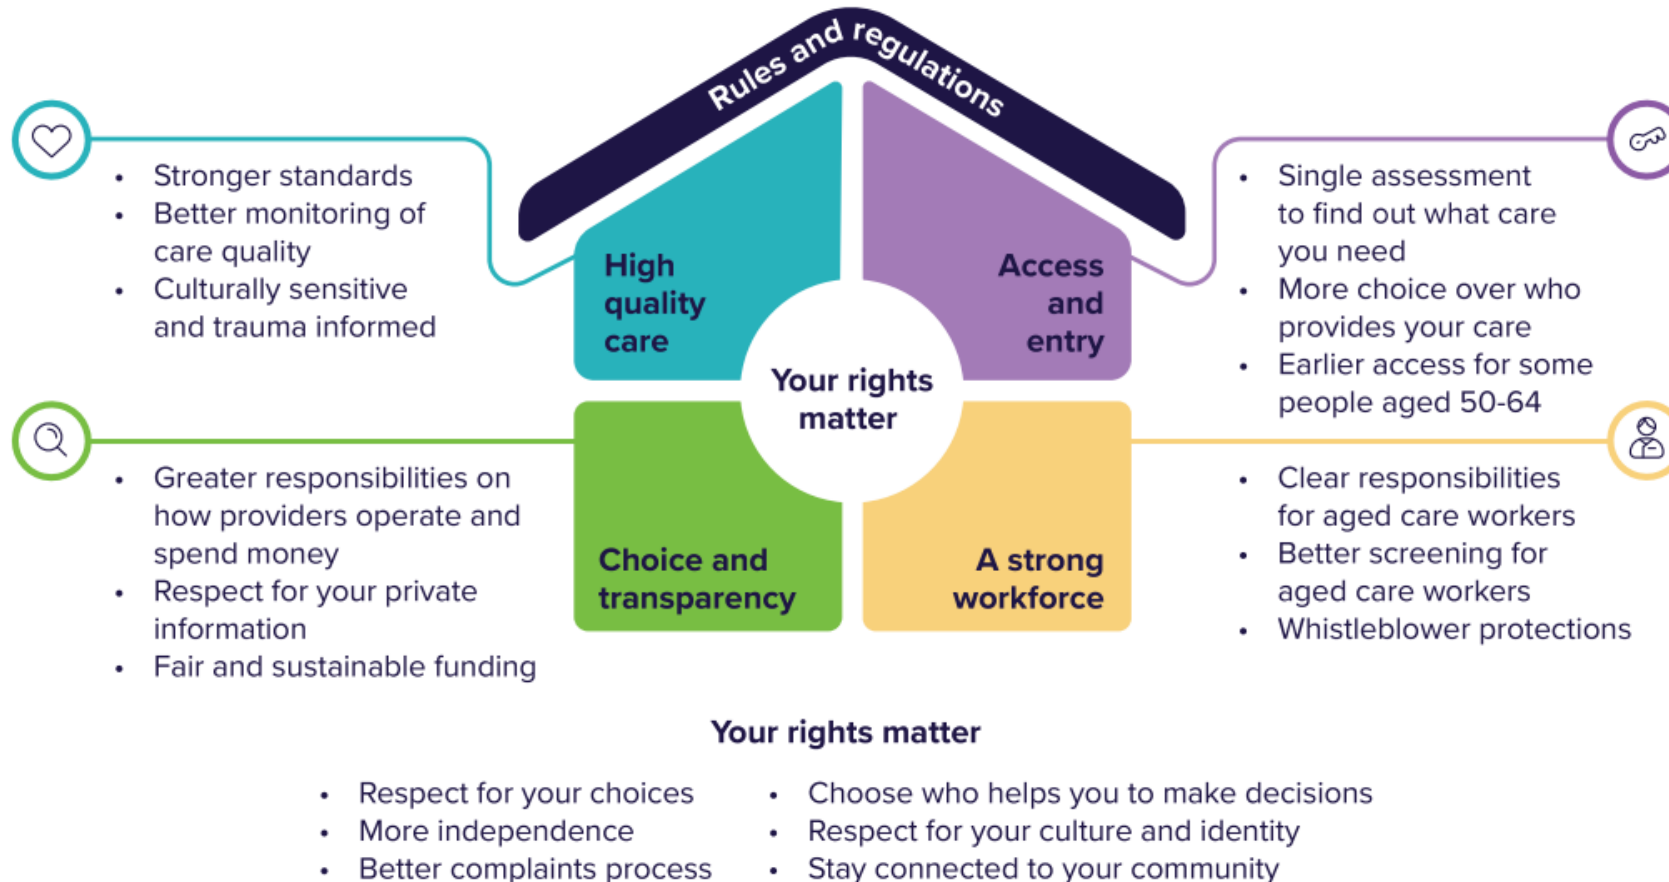 Rules and regulations
• Stronger standards
• Better monitoring of
care quality
• Culturally sensitive
and trauma informed
High
quality
care
Access
and
entry
• Single assessment
to find out what care
you need
• More choice over who
provides your care
• Earlier access for some
people aged 50-64
Your rights
matter
• Greater responsibilities on
how providers operate and
spend money
• Respect for your private
information
• Fair and sustainable funding
Choice and
transparency
A strong
workforce
• Clear responsibilities
for aged care workers
• Better screening for
aged care workers
• Whistleblower protections
Your rights matter
• Respect for your choices
• More independence
• Better complaints process
• Choose who helps you to make decisions
• Respect for your culture and identity
• Stay connected to your community